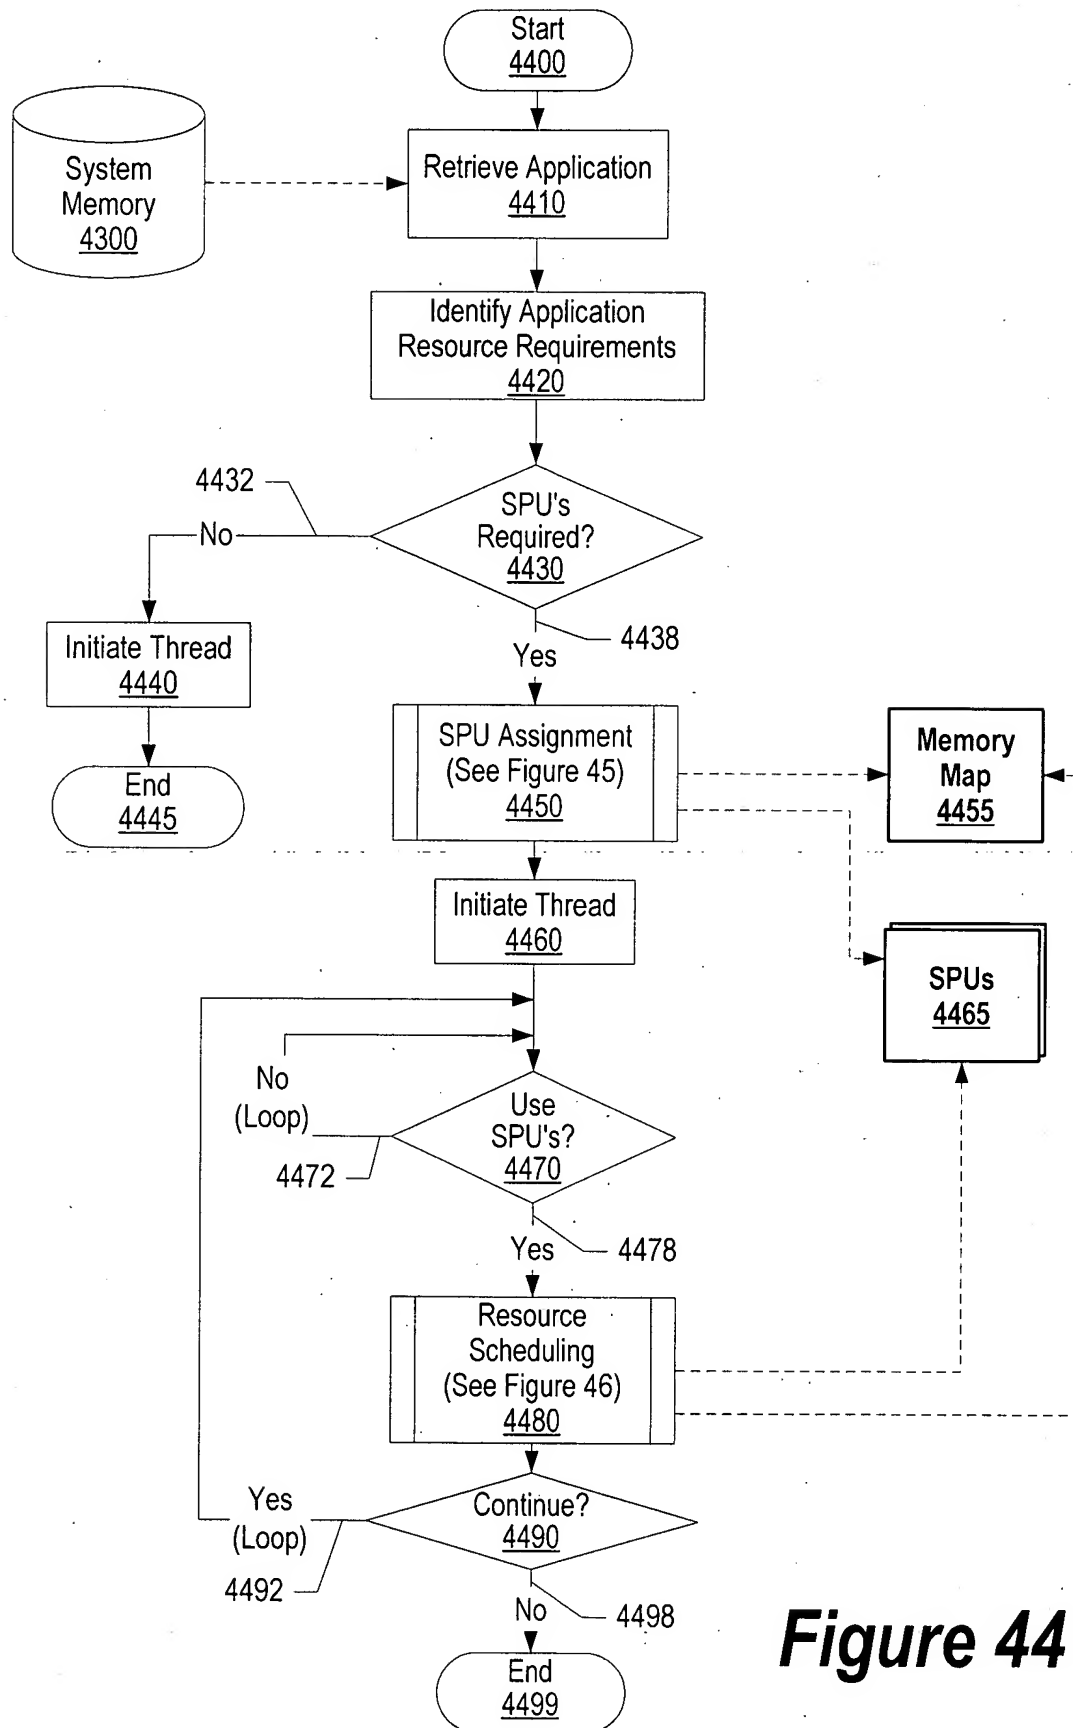 Start
4400
System
Memory
4300
Retrieve Application
4410
Identify Application
Resource Requirements
4420
4432
No
SPU's
Required?
4430
4438
Yes
Initiate Thread
4440
End
4445
SPU Assignment
(See Figure 45)
4450
Memory
Map
4455
Initiate Thread
4460
SPUs
4465
No
(Loop)
Use
SPU's?
4470
4472
4478
Yes
Resource
Scheduling
(See Figure 46)
4480
Yes
(Loop)
Continue?
4490
4492
4498
No
End
4499
Figure 44